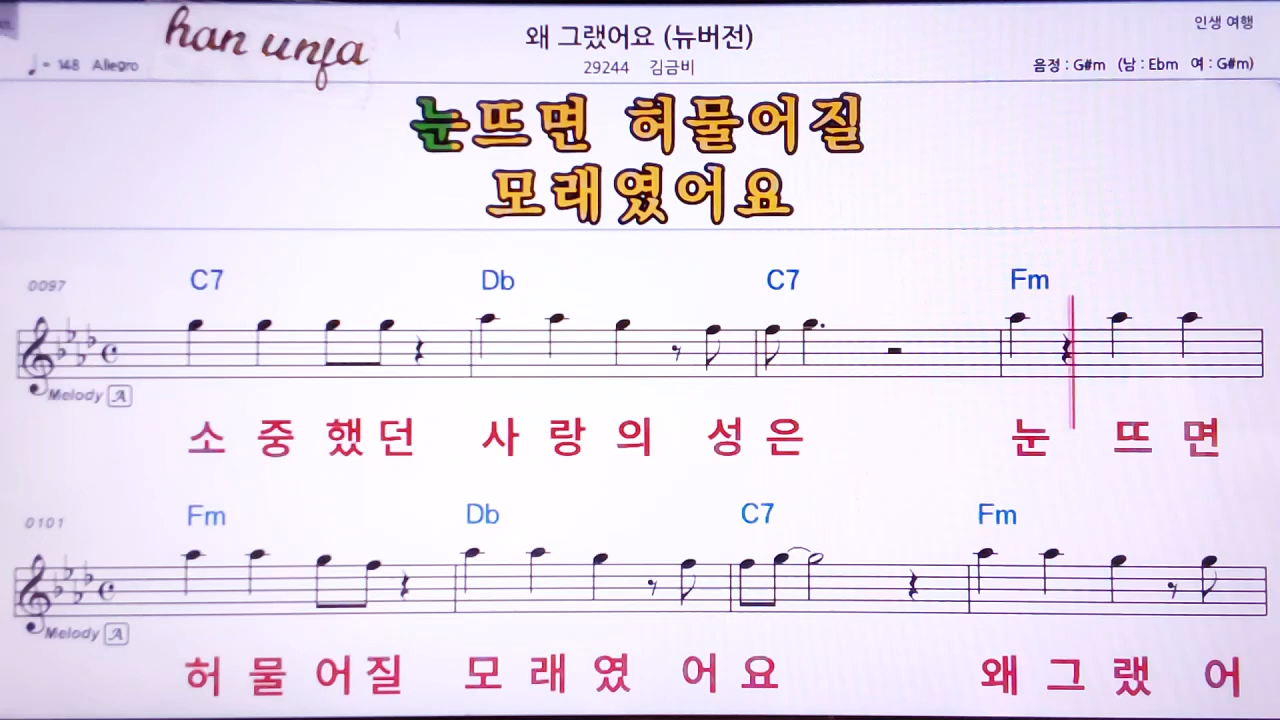 han unfa
왜 그랬어요 (뉴버전)
인생 여행
♩= 148 Allegro
29244 김금비
음정 : G#m (남 : Ebm 여 : G#m)
눈뜨면 허물어질
모래였어요
0097
C7 Db C7 Fm
Melody A
소 중 했 던 사 랑 의 성 은 눈 뜨 면
0101
Fm Db C7 Fm
Melody A
허 물 어 질 모 래 였 어 요 왜 그 랬 어